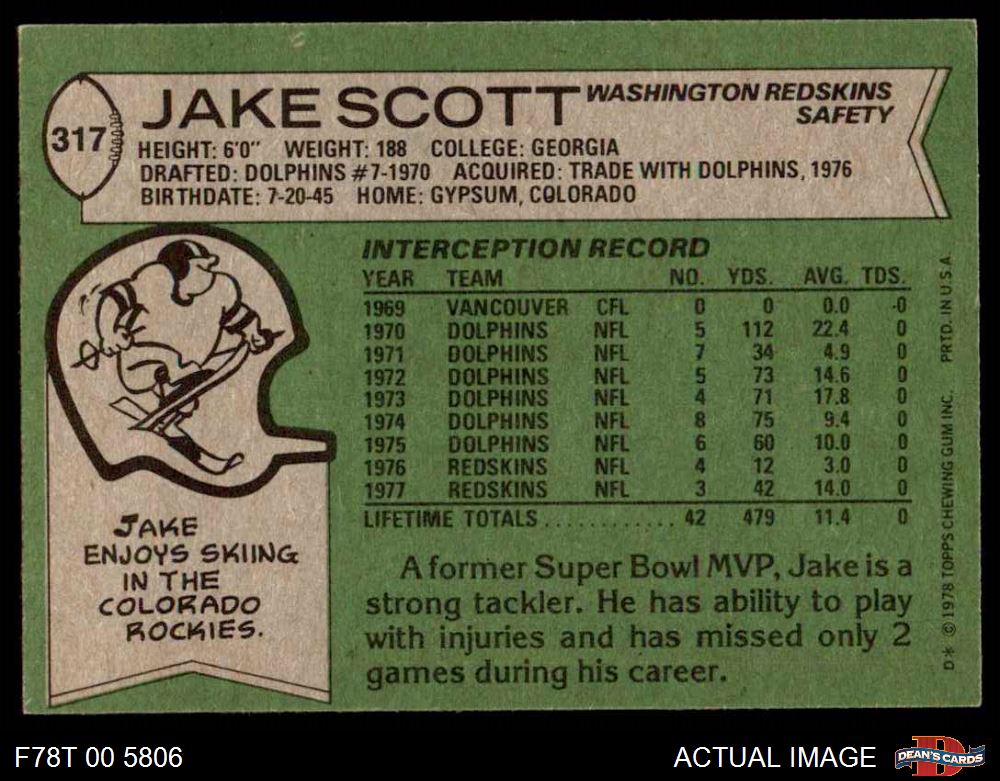 317
JAKE SCOTT
WASHINGTON REDSKINS
SAFETY
HEIGHT: 6'0" WEIGHT: 188 COLLEGE: GEORGIA
DRAFTED: DOLPHINS #7-1970 ACQUIRED: TRADE WITH DOLPHINS, 1976
BIRTHDATE: 7-20-45 HOME: GYPSUM, COLORADO
INTERCEPTION RECORD
YEAR TEAM NO. YDS. AVG. TDS.
1969 VANCOUVER CFL 0 0 0.0 -0
1970 DOLPHINS NFL 5 112 22.4 0
1971 DOLPHINS NFL 7 34 4.9 0
1972 DOLPHINS NFL 5 73 14.6 0
1973 DOLPHINS NFL 4 71 17.8 0
1974 DOLPHINS NFL 8 75 9.4 0
1975 DOLPHINS NFL 6 60 10.0 0
1976 REDSKINS NFL 4 12 3.0 0
1977 REDSKINS NFL 3 42 14.0 0
LIFETIME TOTALS ............ 42 479 11.4 0
JAKE
ENJOYS SKIING
IN THE
COLORADO
ROCKIES.
A former Super Bowl MVP, Jake is a
strong tackler. He has ability to play
with injuries and has missed only 2
games during his career.
D* © 1978 TOPPS CHEWING GUM INC. PRTD. IN U.S.A.
F78T 00 5806
ACTUAL IMAGE
D
DEAN'S CARDS